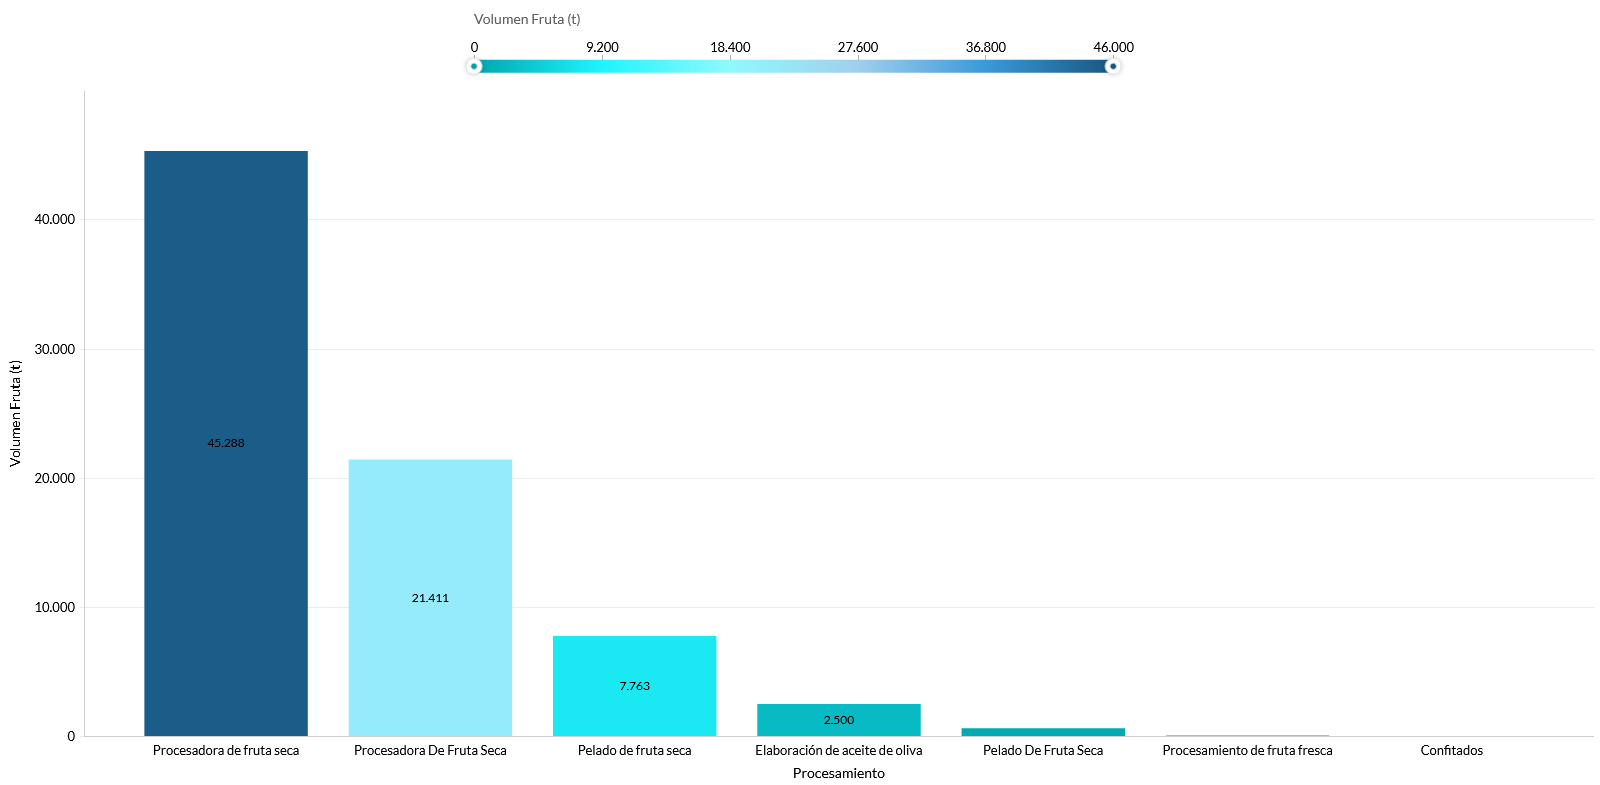 Volumen Fruta (t)
0 9.200 18.400 27.600 36.800 46.000
40.000
30.000
20.000
10.000
0
Volumen Fruta (t)
45.288
21.411
7.763
2.500
Procesadora de fruta seca Procesadora De Fruta Seca Pelado de fruta seca Elaboración de aceite de oliva Pelado De Fruta Seca Procesamiento de fruta fresca Confitados
Procesamiento